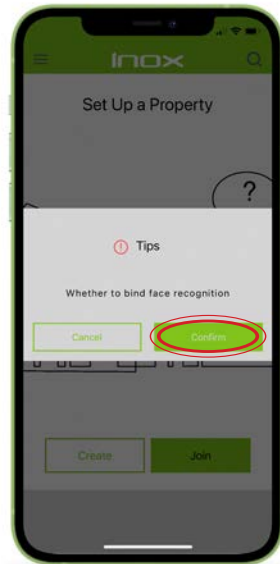 INOX
Set Up a Property
?
Tips
Whether to bind face recognition
Cancel Confirm
Create Join